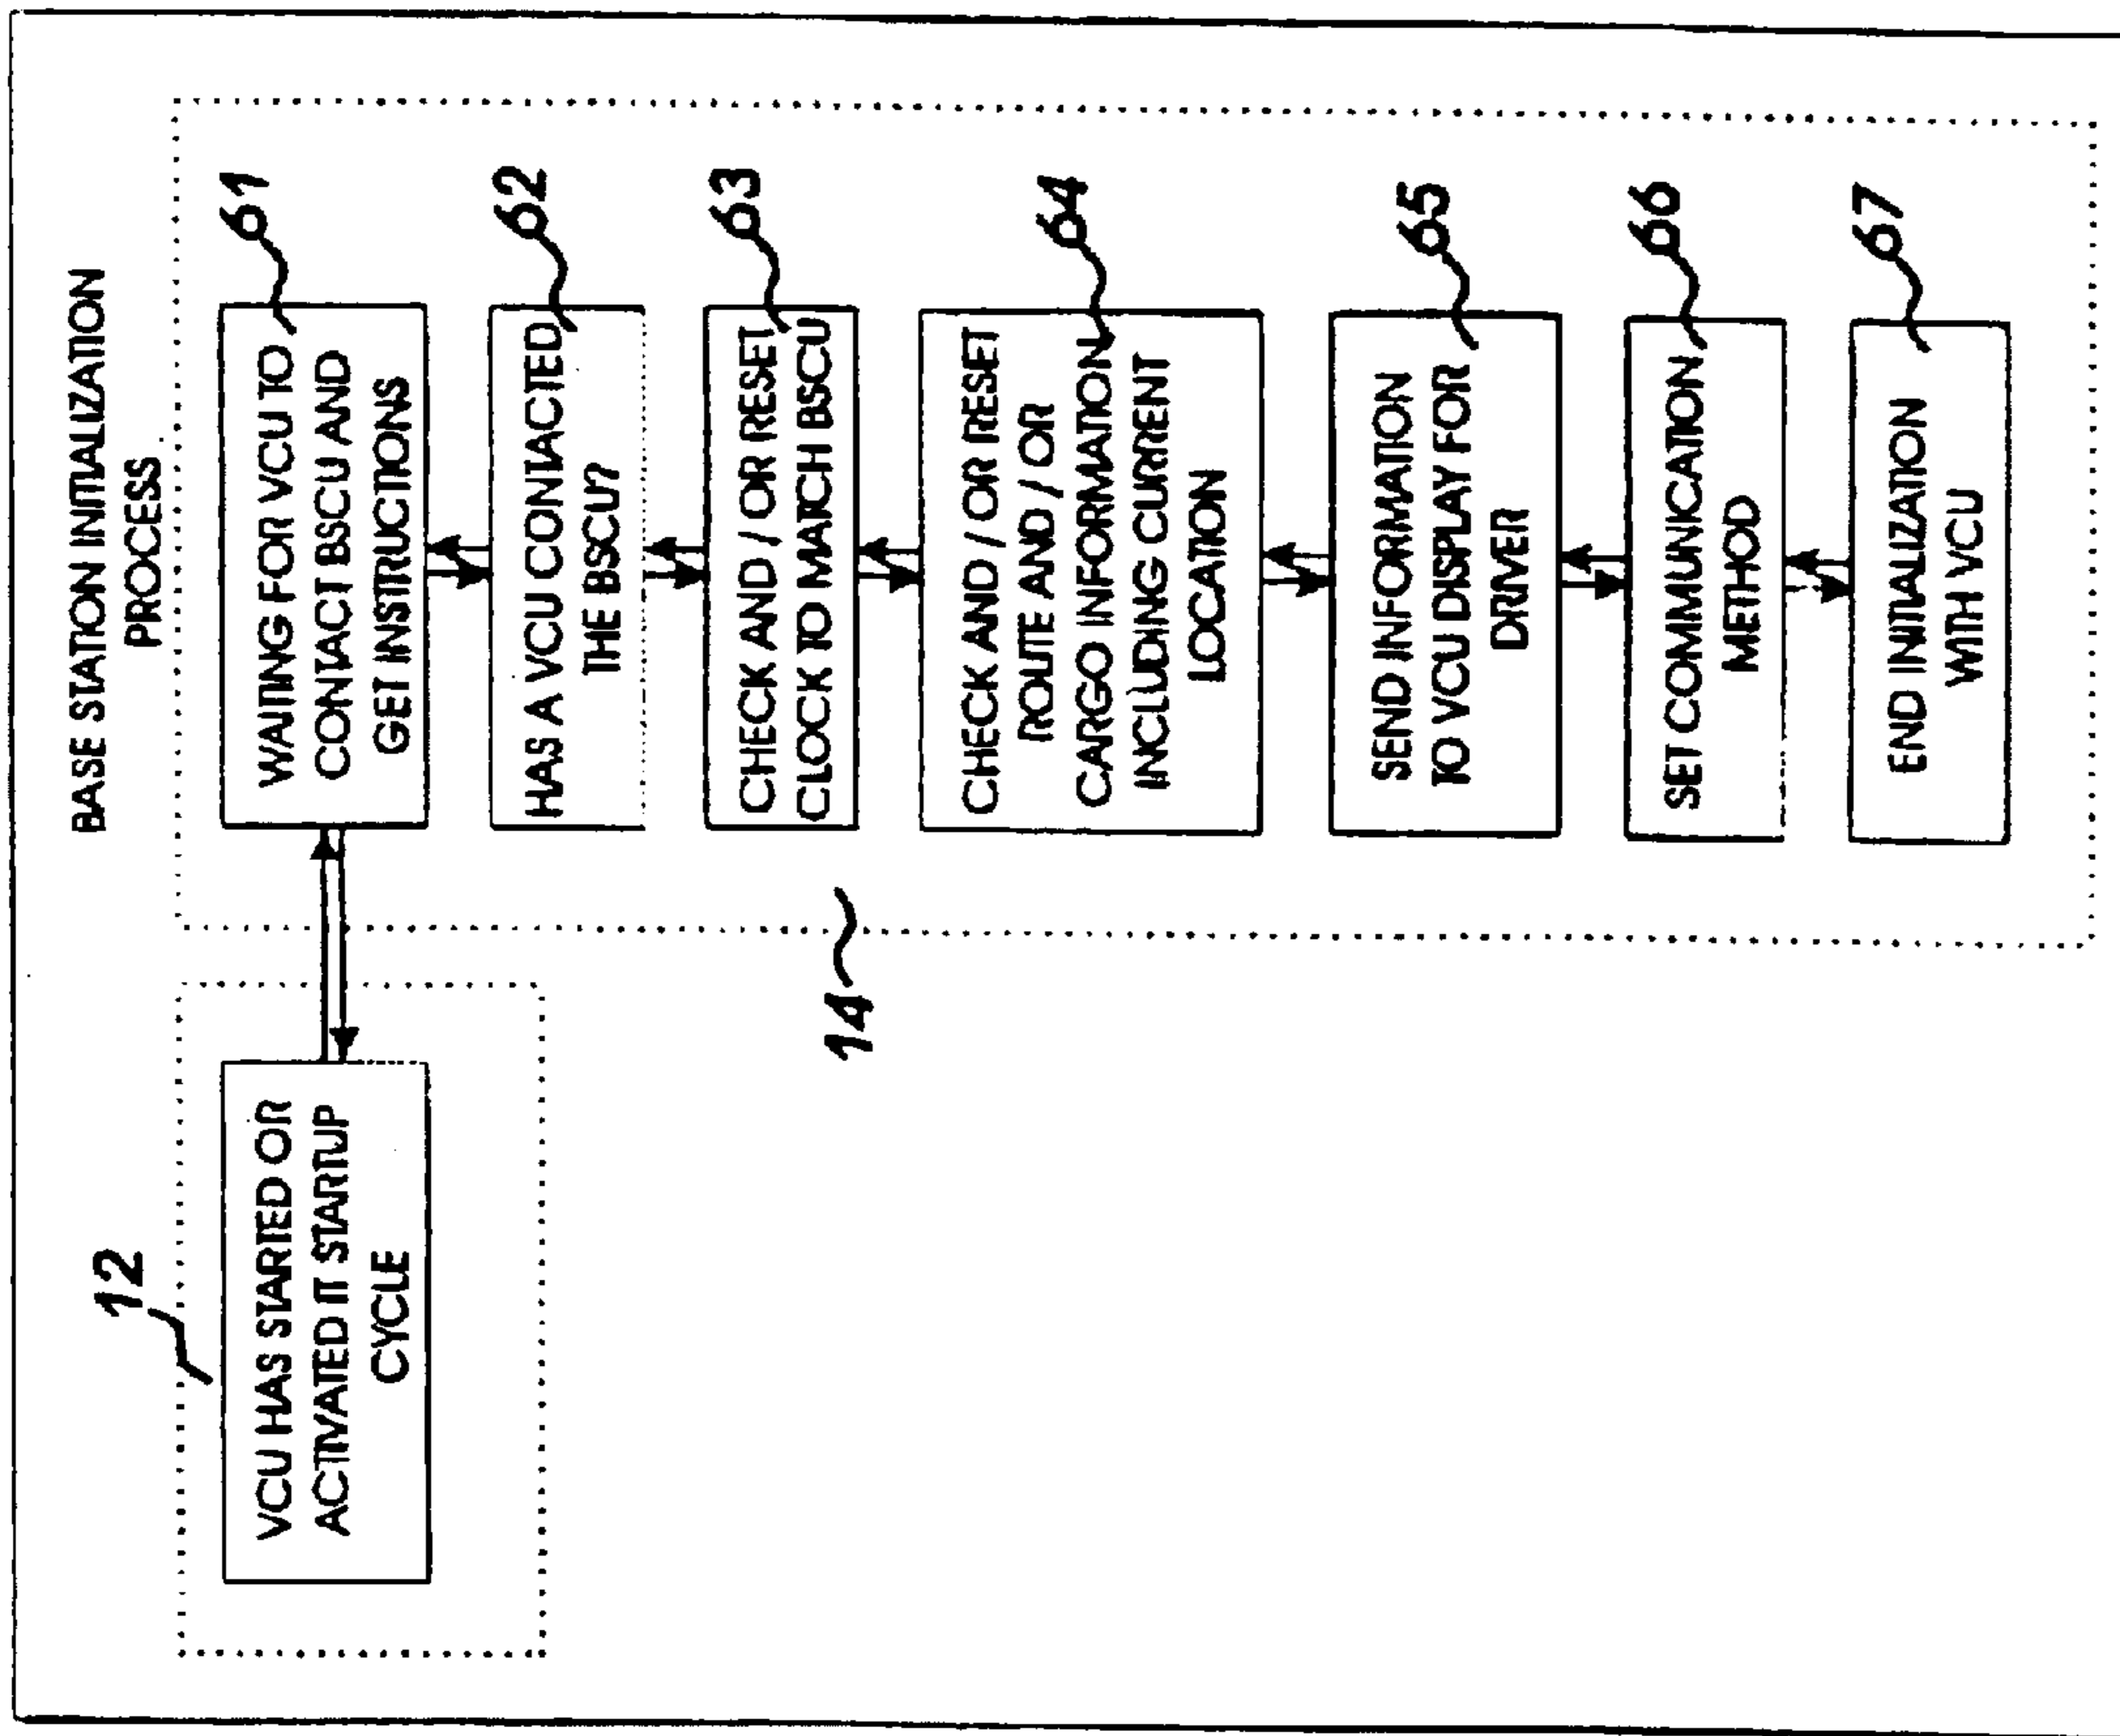 BASE STATION INITIALIZATION
PROCESS
12
VCU HAS STARTED OR
ACTIVATED IT STARTUP
CYCLE
WAITING FOR VCU TO
CONTACT BSCU AND
GET INSTRUCTIONS
61
HAS A VCU CONTACTED
THE BSCU?
62
CHECK AND / OR RESET
CLOCK TO MATCH BSCU
63
14
CHECK AND / OR RESET
ROUTE AND / OR
CARGO INFORMATION
INCLUDING CURRENT
LOCATION
64
SEND INFORMATION
TO VCU DISPLAY FOR
DRIVER
65
SET COMMUNICATION
METHOD
66
END INITIALIZATION
WITH VCU
67